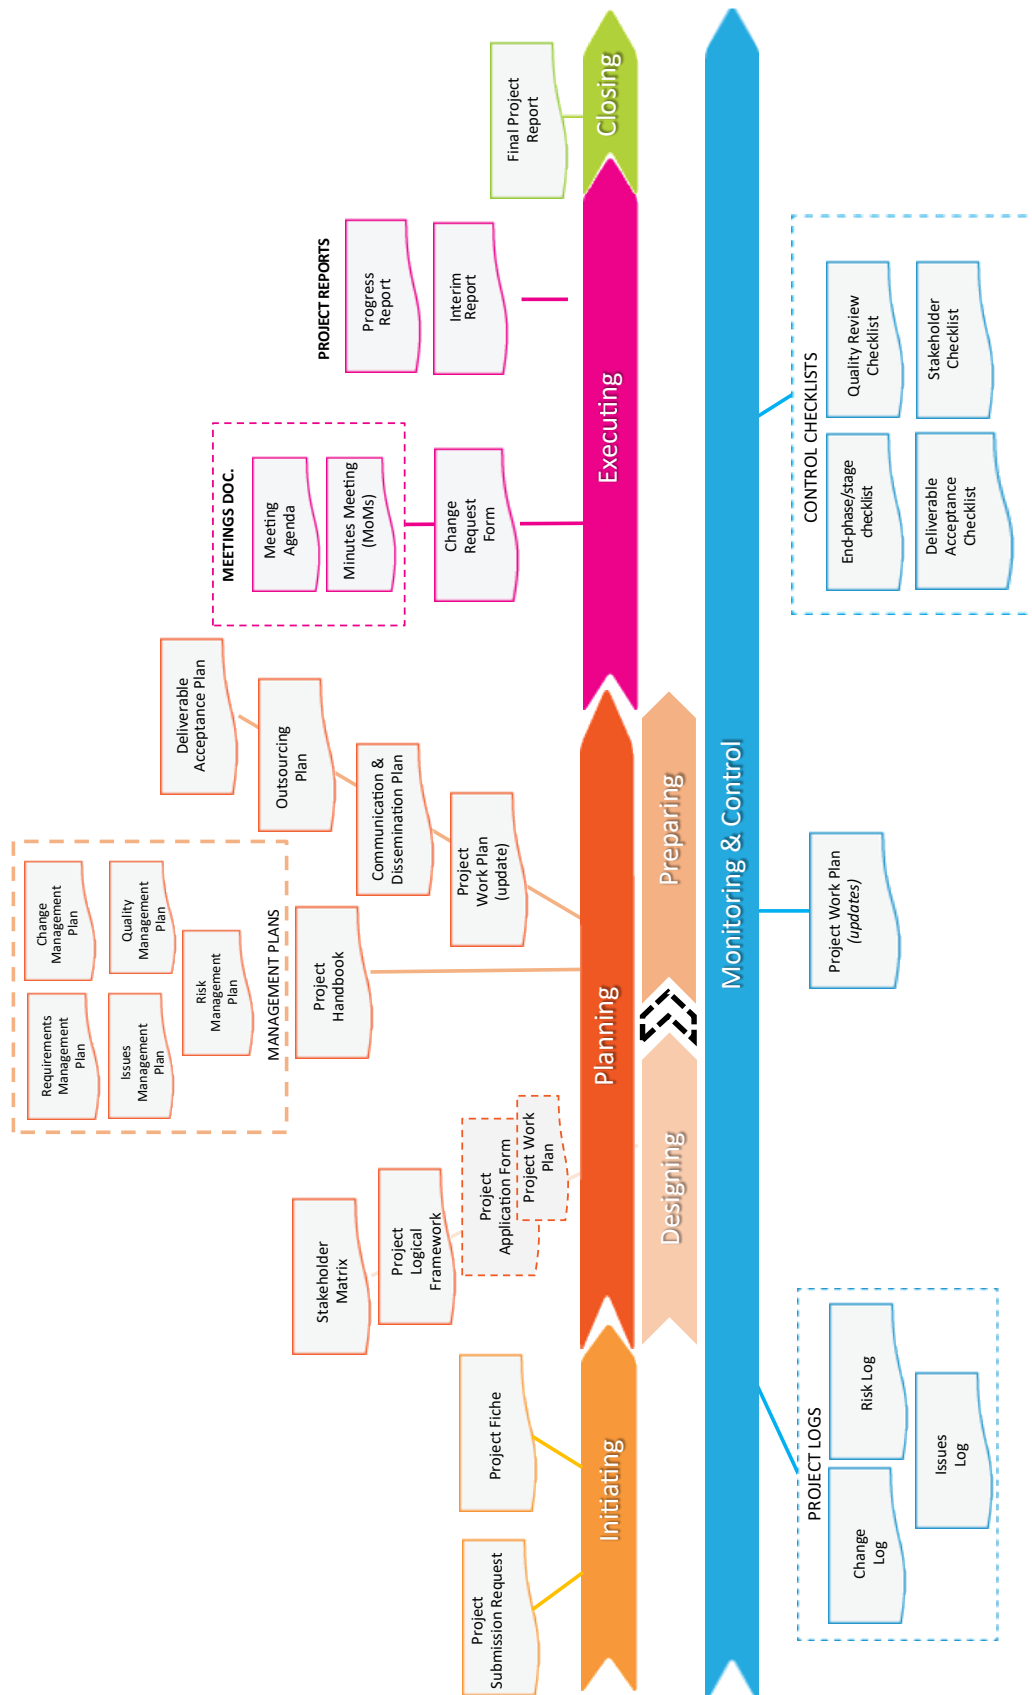 Project
Submission Request
Project Fiche
Stakeholder
Matrix
Project
Logical
Framework
Project
Application Form
Project Work
Plan
Requirements
Management
Plan
Change
Management
Plan
Issues
Management
Plan
Quality
Management
Plan
Risk
Management
Plan
MANAGEMENT PLANS
Project
Handbook
Deliverable
Acceptance Plan
Outsourcing
Plan
Communication &
Dissemination Plan
Project
Work Plan
(update)
MEETINGS DOC.
Meeting
Agenda
Minutes Meeting
(MoMs)
Change
Request
Form
PROJECT REPORTS
Progress
Report
Interim
Report
Final Project
Report
Initiating
Planning
Executing
Closing
Designing
Preparing
Monitoring & Control
PROJECT LOGS
Change
Log
Risk Log
Issues
Log
Project Work Plan
(updates)
CONTROL CHECKLISTS
End-phase/stage
checklist
Quality Review
Checklist
Deliverable
Acceptance
Checklist
Stakeholder
Checklist